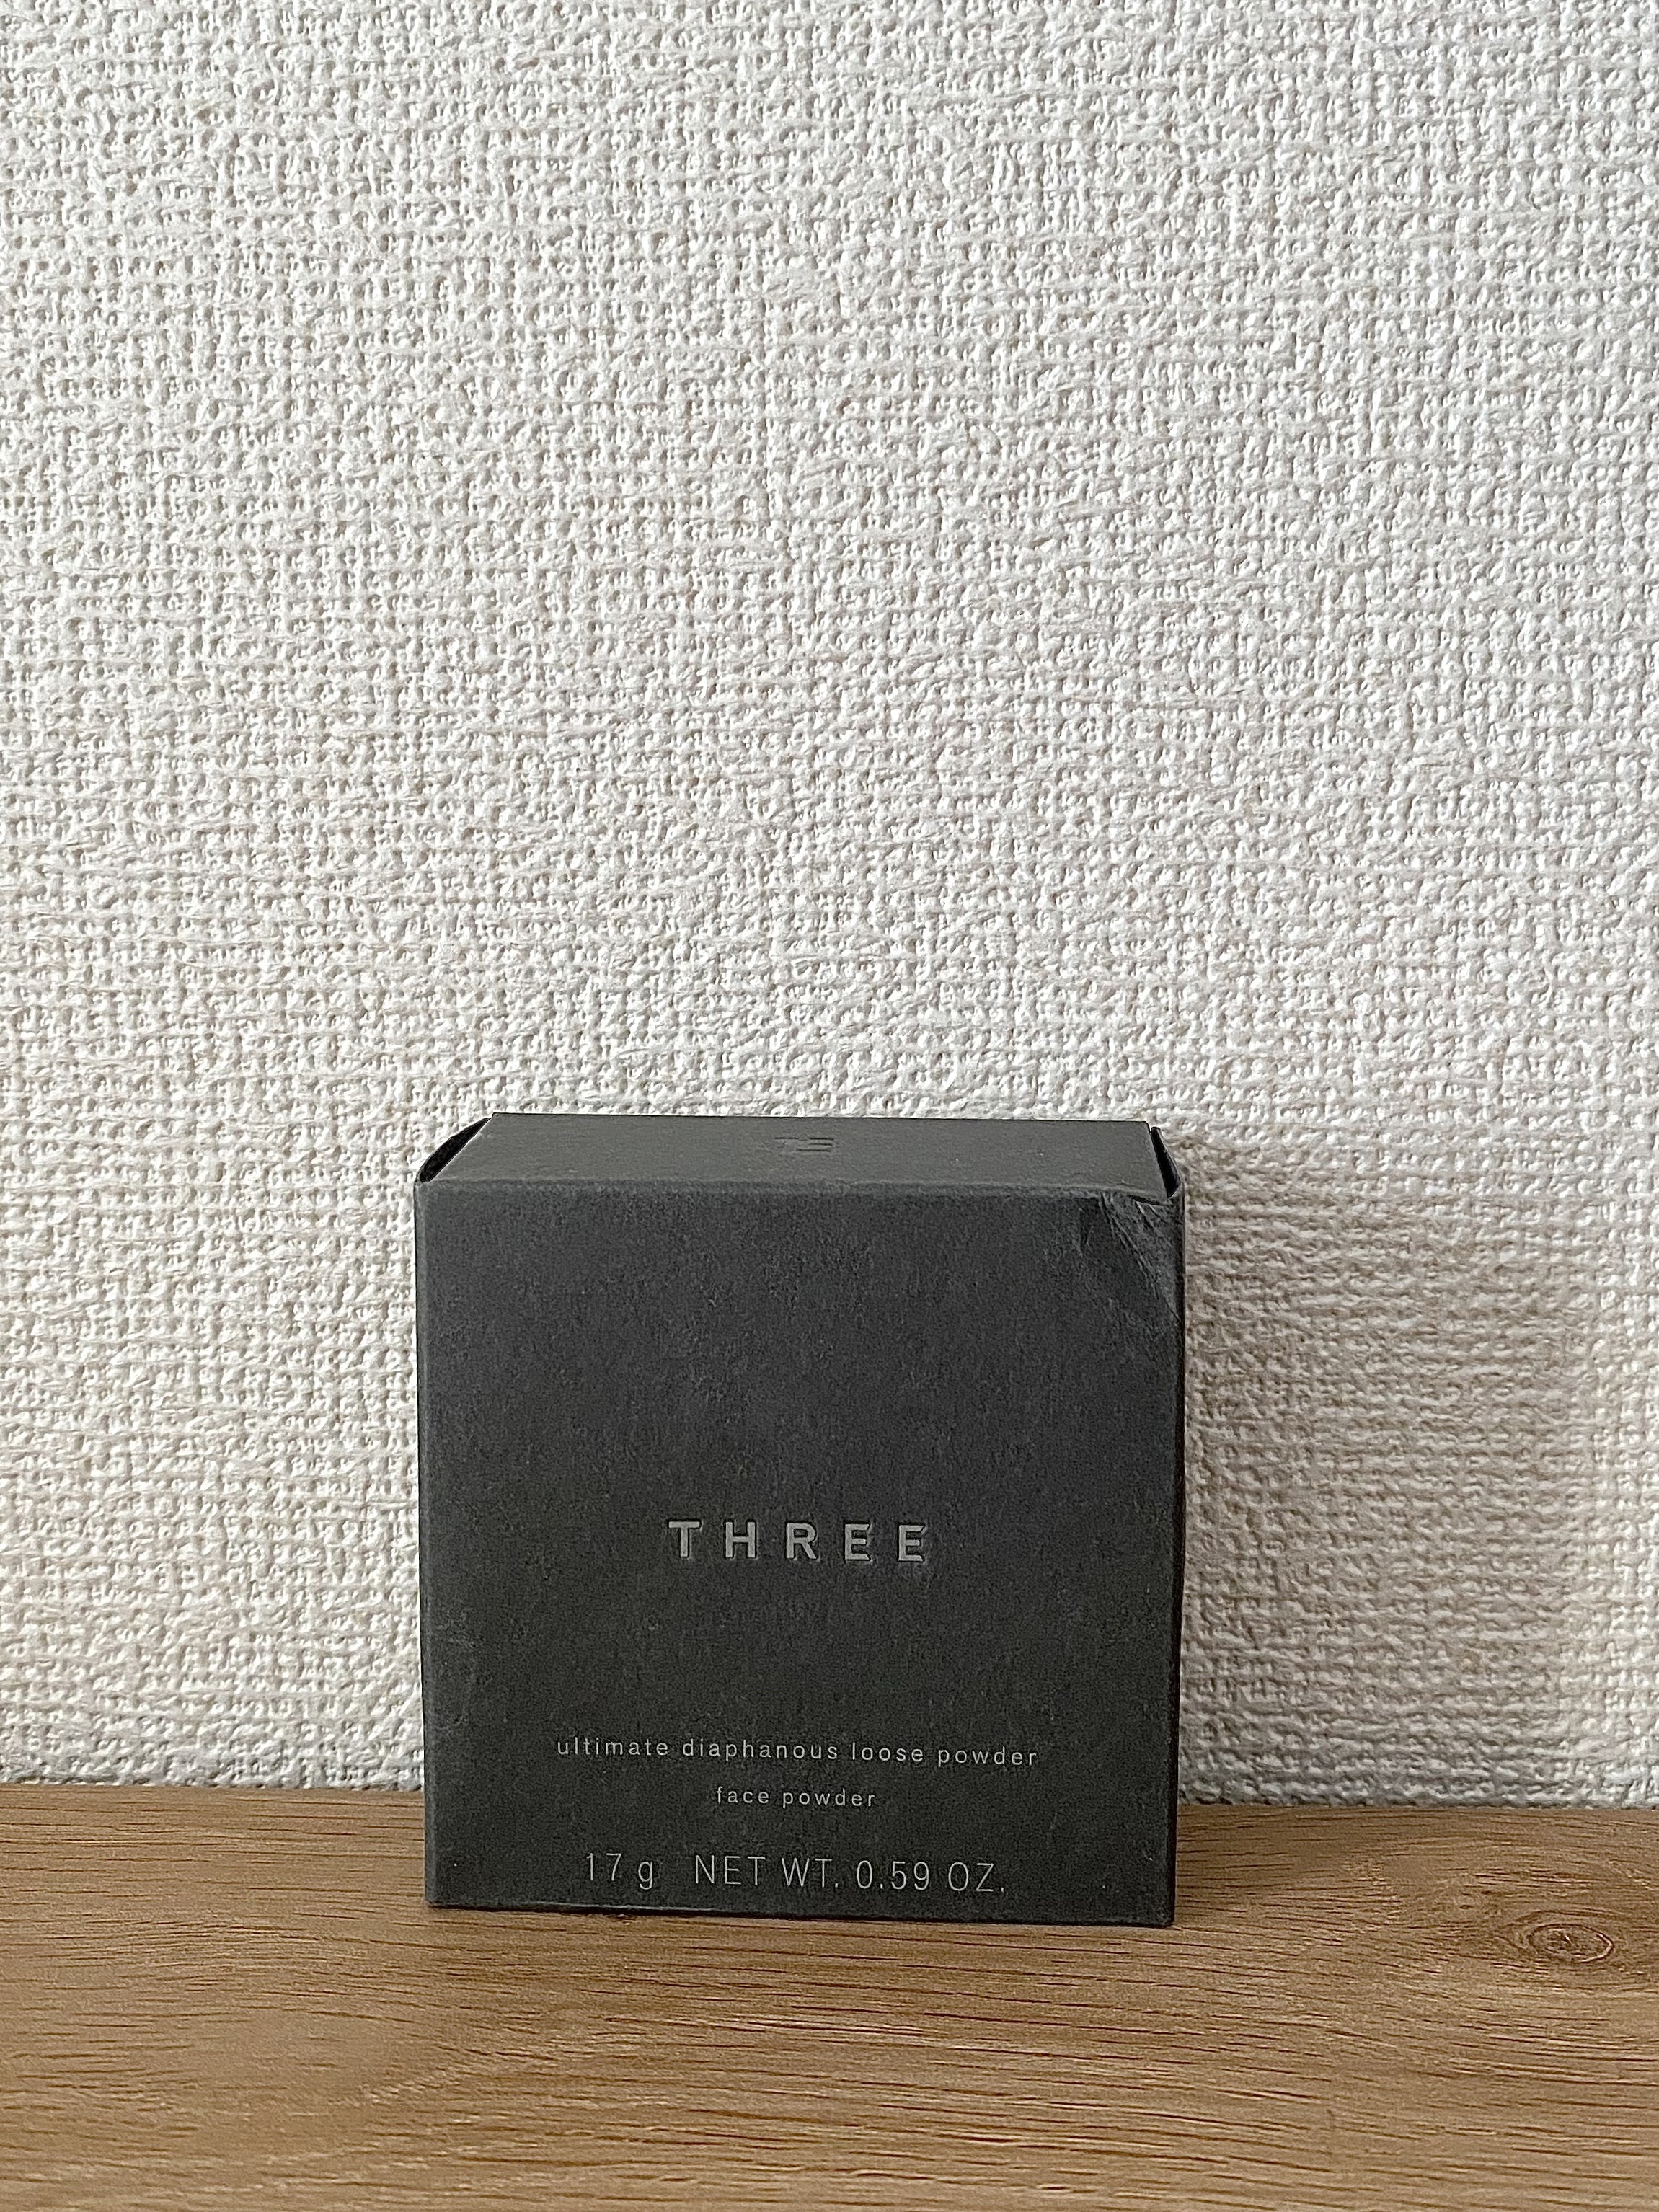 THREE
ultimate diaphanous loose powder
face powder
17 g NET WT. 0.59 OZ.